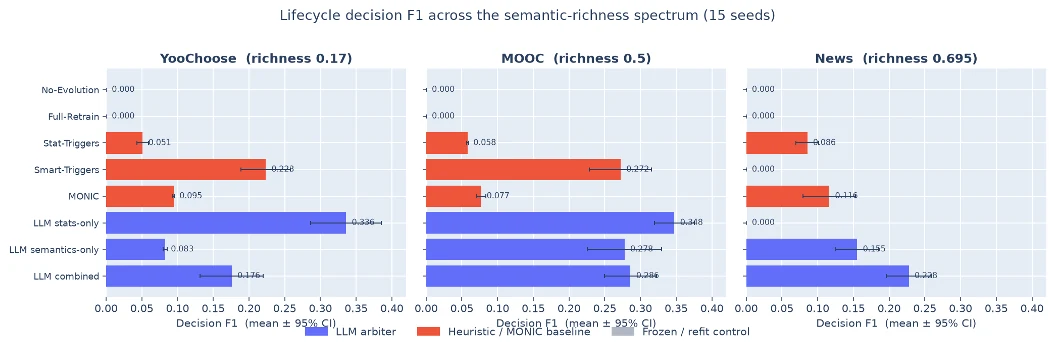 Lifecycle decision F1 across the semantic-richness spectrum (15 seeds)
YooChoose (richness 0.17)
MOOC (richness 0.5)
News (richness 0.695)
No-Evolution 0.000 0.000 0.000
Full-Retrain 0.000 0.000 0.000
Stat-Triggers 0.051 0.058 0.086
Smart-Triggers 0.223 0.272 0.000
MONIC 0.095 0.077 0.116
LLM stats-only 0.336 0.348 0.000
LLM semantics-only 0.083 0.278 0.155
LLM combined 0.176 0.286 0.228
0.00 0.05 0.10 0.15 0.20 0.25 0.30 0.35 0.40
0.00 0.05 0.10 0.15 0.20 0.25 0.30 0.35 0.40
0.00 0.05 0.10 0.15 0.20 0.25 0.30 0.35 0.40
Decision F1 (mean ± 95% CI)
Decision F1 (mean ± 95% CI)
Decision F1 (mean ± 95% CI)
LLM arbiter
Heuristic / MONIC baseline
Frozen / refit control